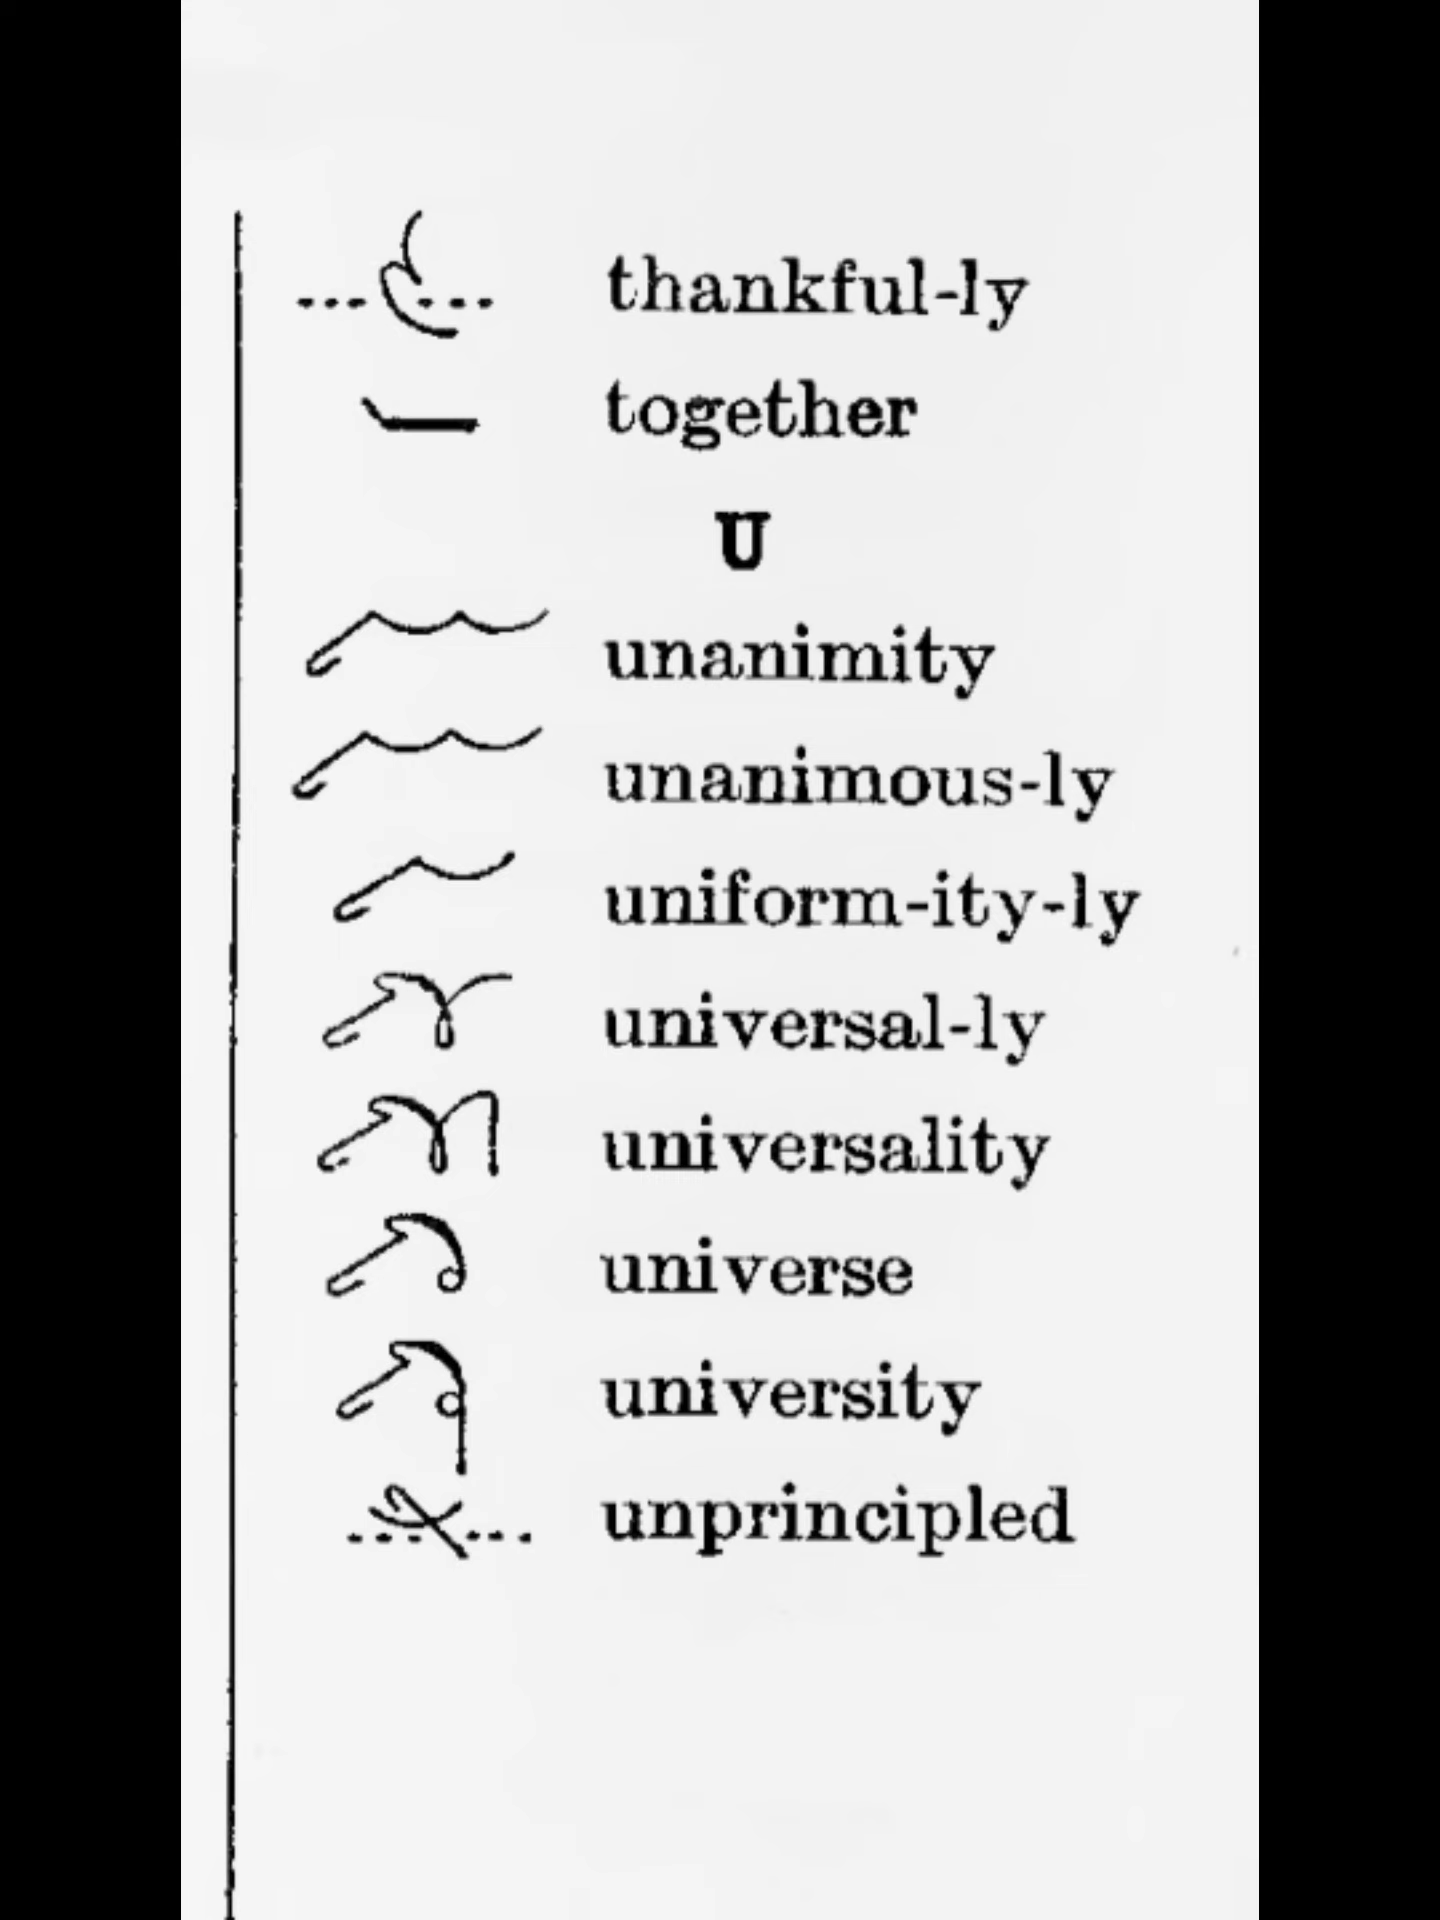 thankful-ly
together
U
unanimity
unanimous-ly
uniform-ity-ly
universal-ly
universality
universe
university
unprincipled